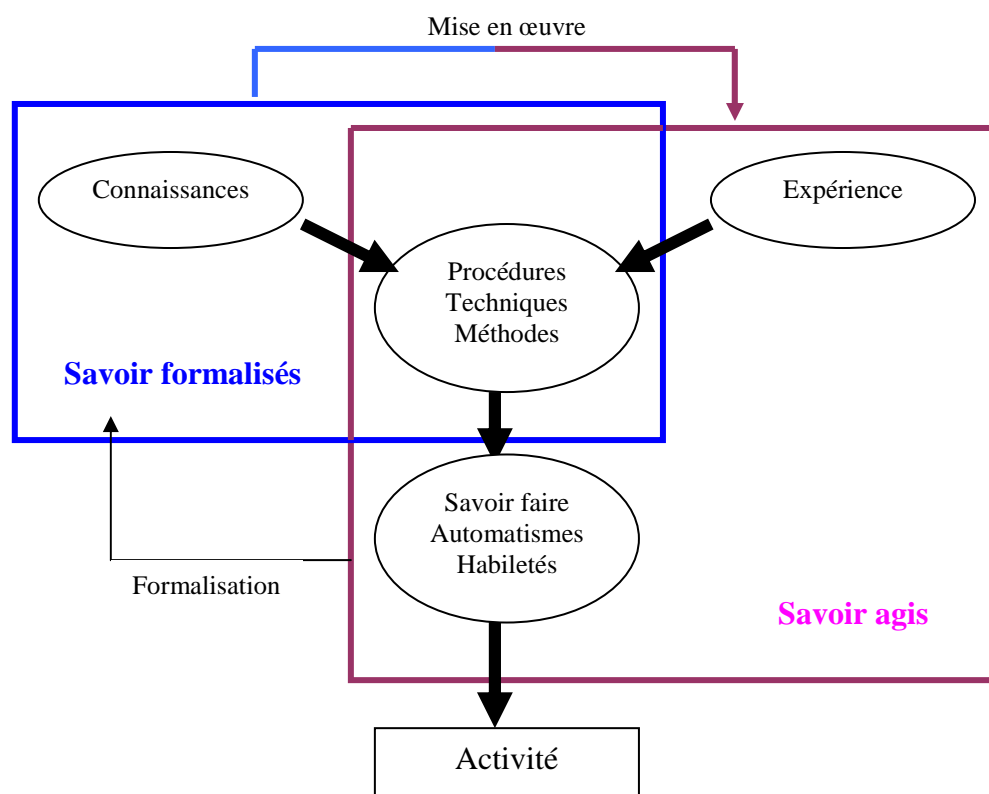 Mise en œuvre
Connaissances
Expérience
Procédures
Techniques
Méthodes
Savoir formalisés
Savoir faire
Automatismes
Habiletés
Formalisation
Savoir agis
Activité